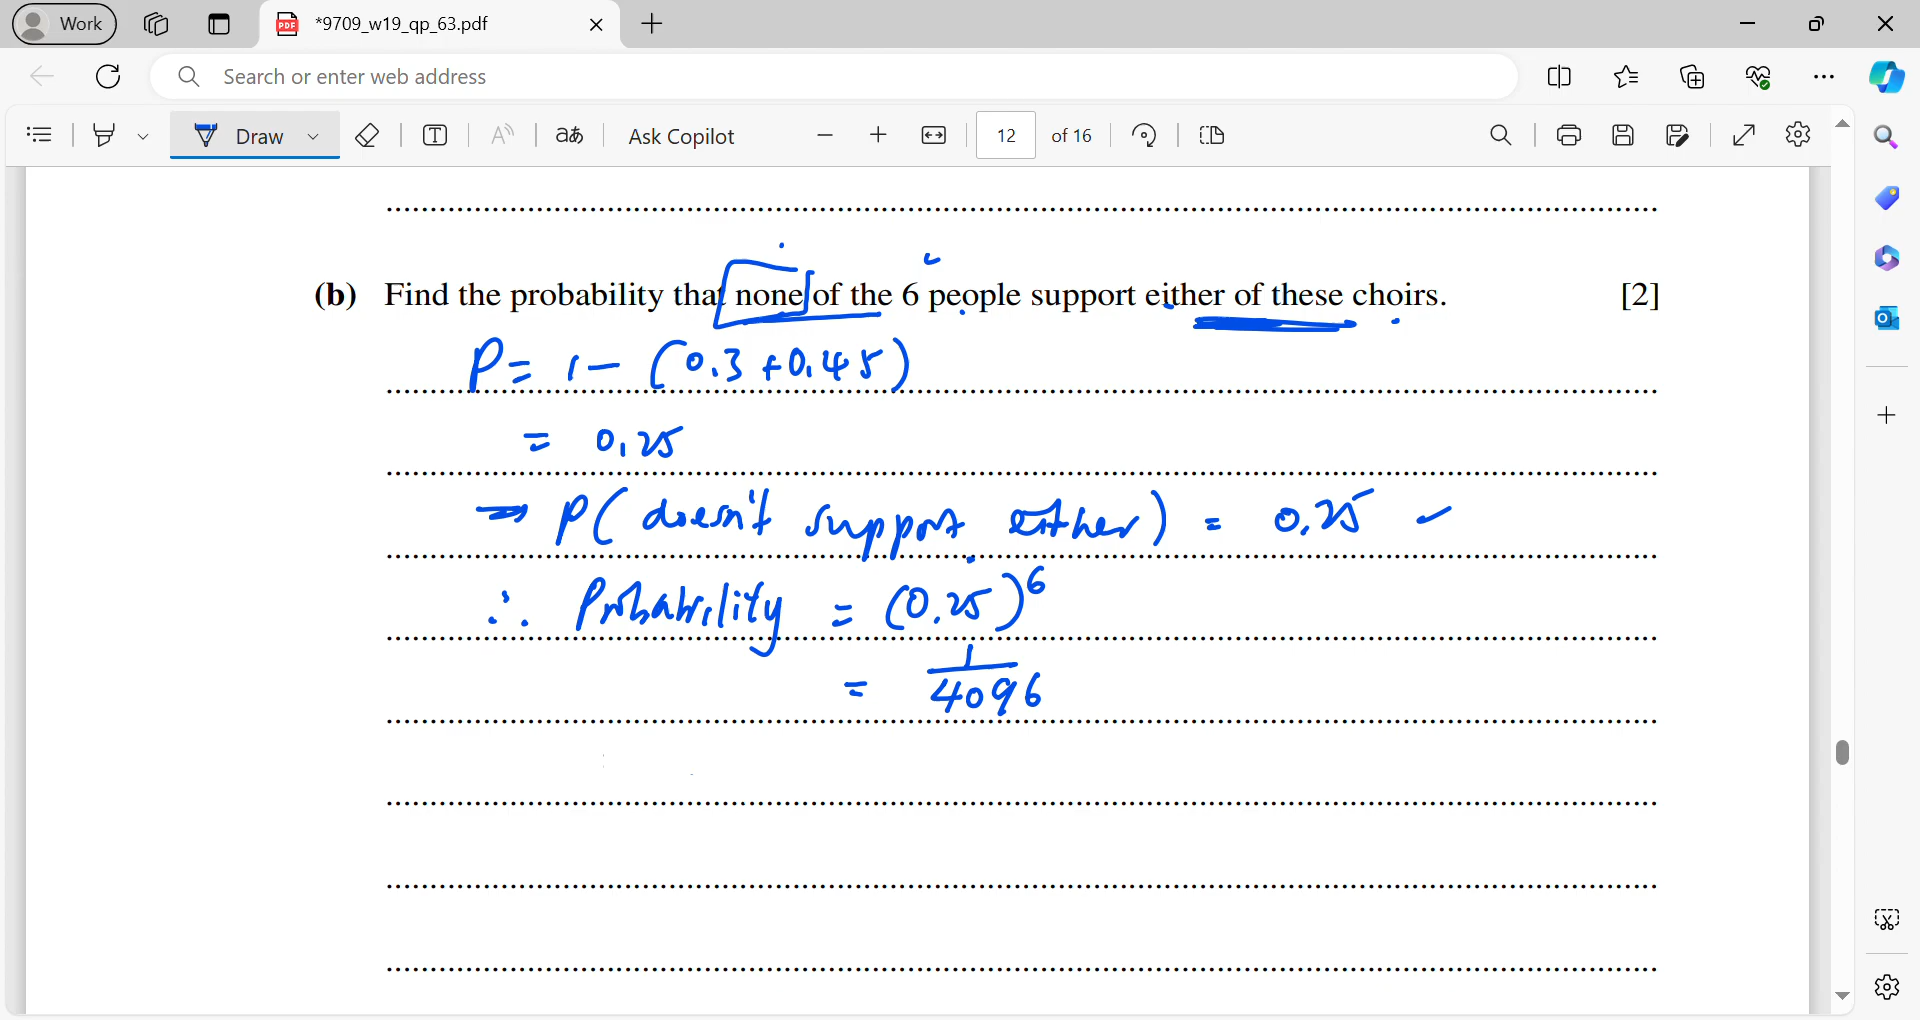 Work
*9709_w19_qp_63.pdf
Search or enter web address
Draw
T
A
aあ
Ask Copilot
12
of 16
(b) Find the probability that none of the 6 people support either of these choirs. [2]
P = 1 - (0.3 + 0.45)
= 0.25
⇒ P( doesn't support either ) = 0.25 ✓
∴ Probability = (0.25)^6
= 1/4096